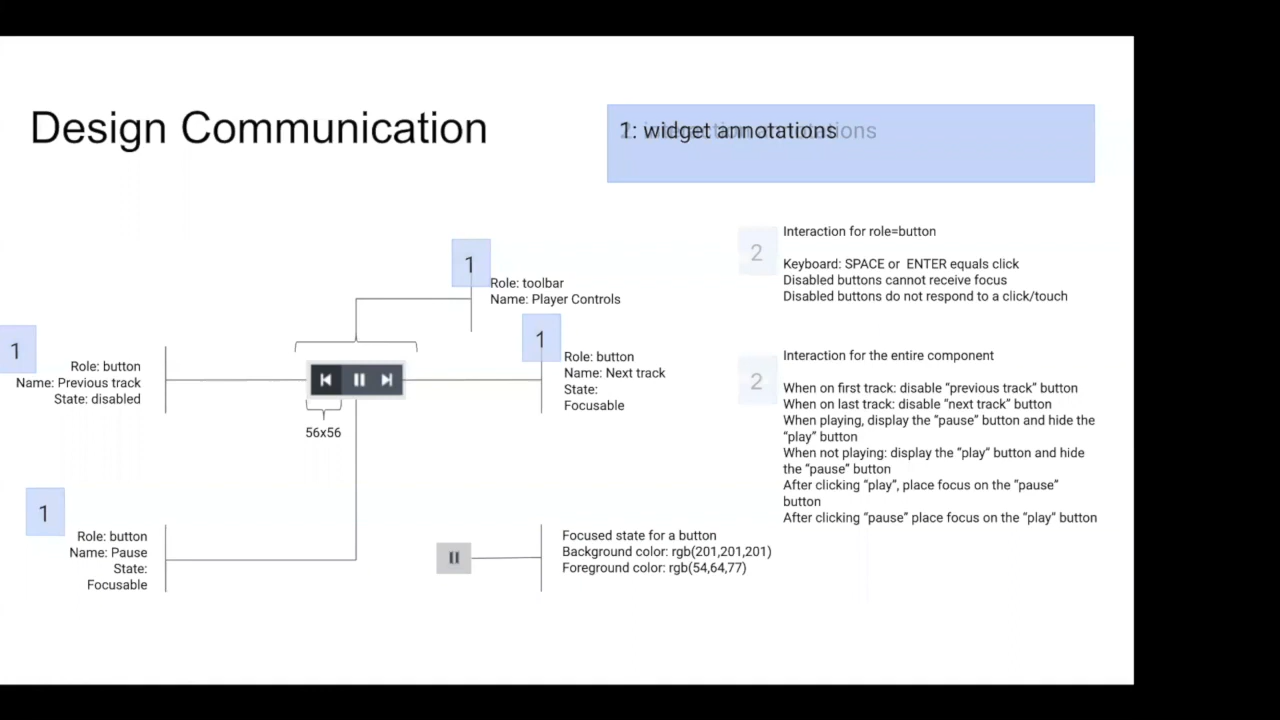 Design Communication
1: widget annotations
1
Role: toolbar
Name: Player Controls
1
Role: button
Name: Previous track
State: disabled
56x56
1
Role: button
Name: Next track
State:
Focusable
1
Role: button
Name: Pause
State:
Focusable
Focused state for a button
Background color: rgb(201,201,201)
Foreground color: rgb(54,64,77)
2
Interaction for role=button
Keyboard: SPACE or ENTER equals click
Disabled buttons cannot receive focus
Disabled buttons do not respond to a click/touch
2
Interaction for the entire component
When on first track: disable “previous track” button
When on last track: disable “next track” button
When playing, display the “pause” button and hide the
“play” button
When not playing: display the “play” button and hide
the “pause” button
After clicking “play”, place focus on the “pause”
button
After clicking “pause” place focus on the “play” button